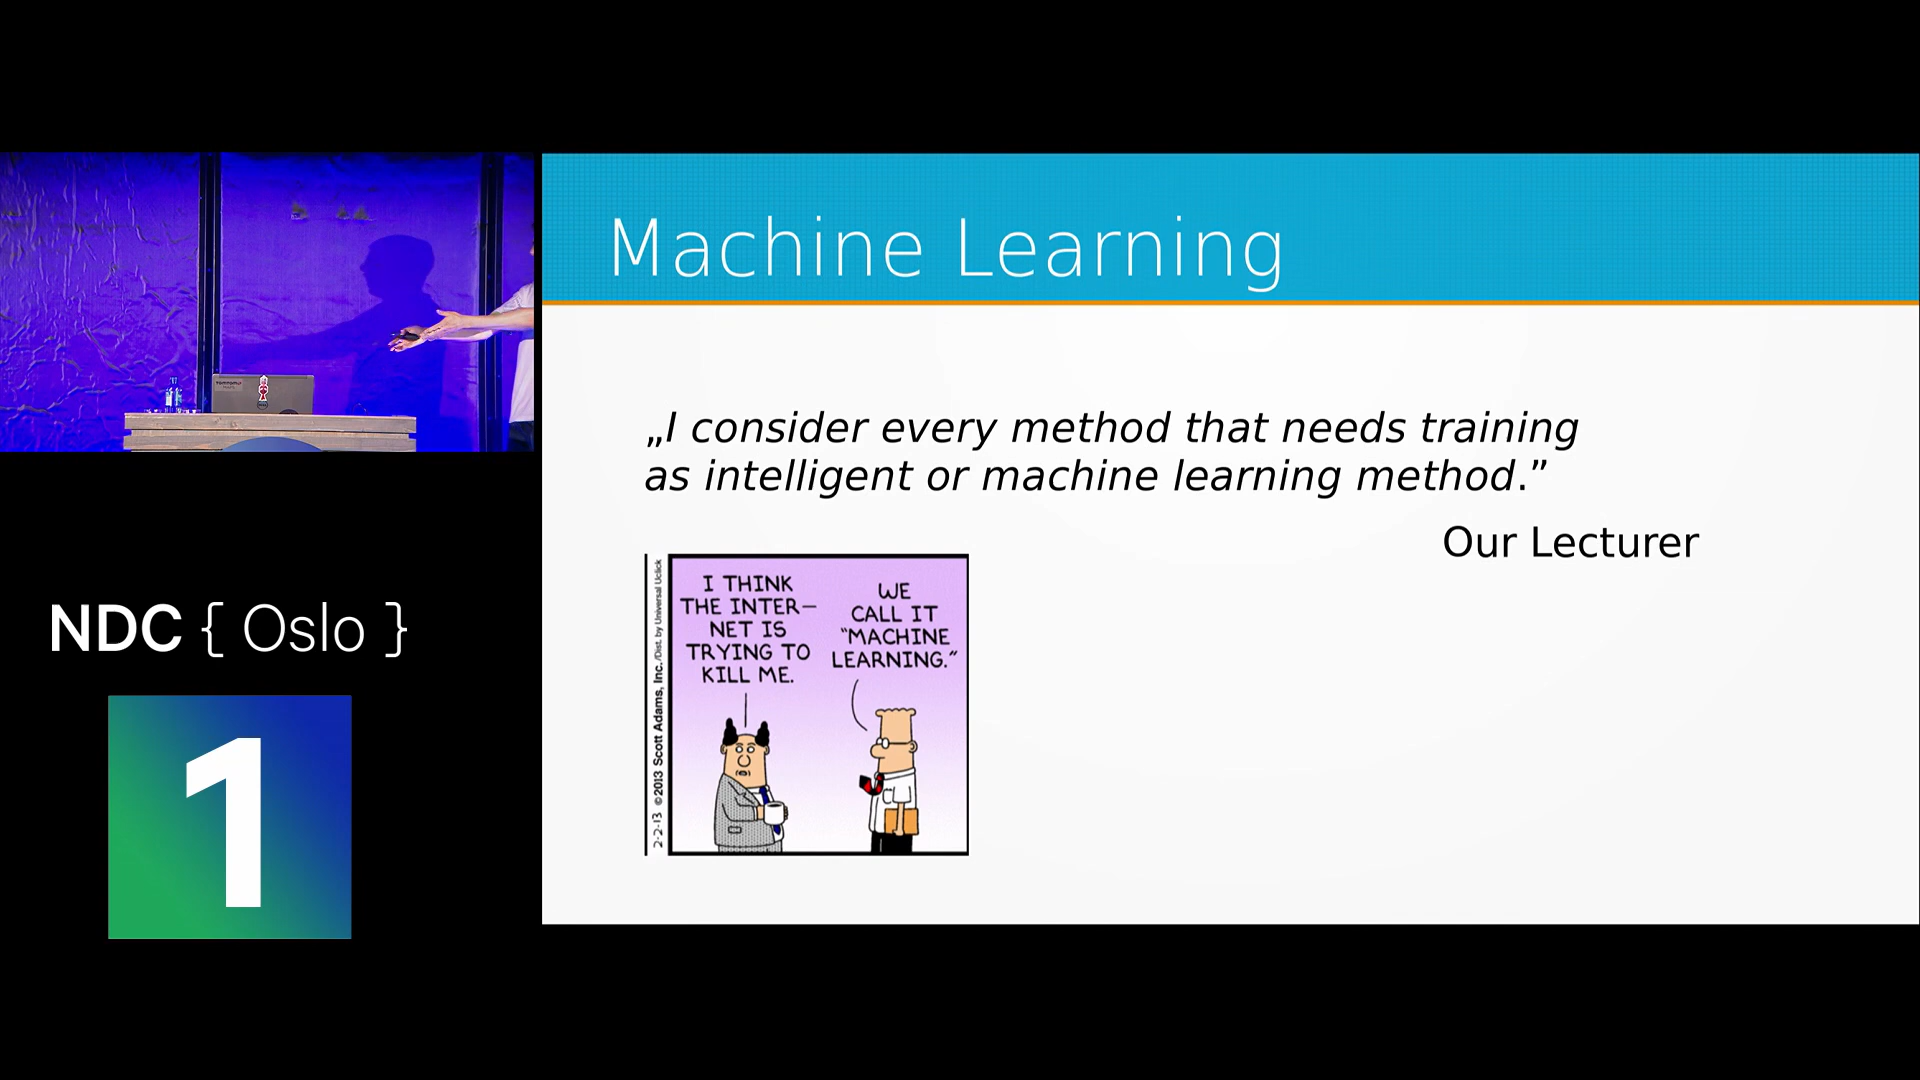 Machine Learning
„I consider every method that needs training
as intelligent or machine learning method.”
Our Lecturer
I THINK
THE INTER–
NET IS
TRYING TO
KILL ME.
WE
CALL IT
“MACHINE
LEARNING.”
2-2-13 ©2013 Scott Adams, Inc. /Dist. by Universal Uclick
NDC { Oslo }
1